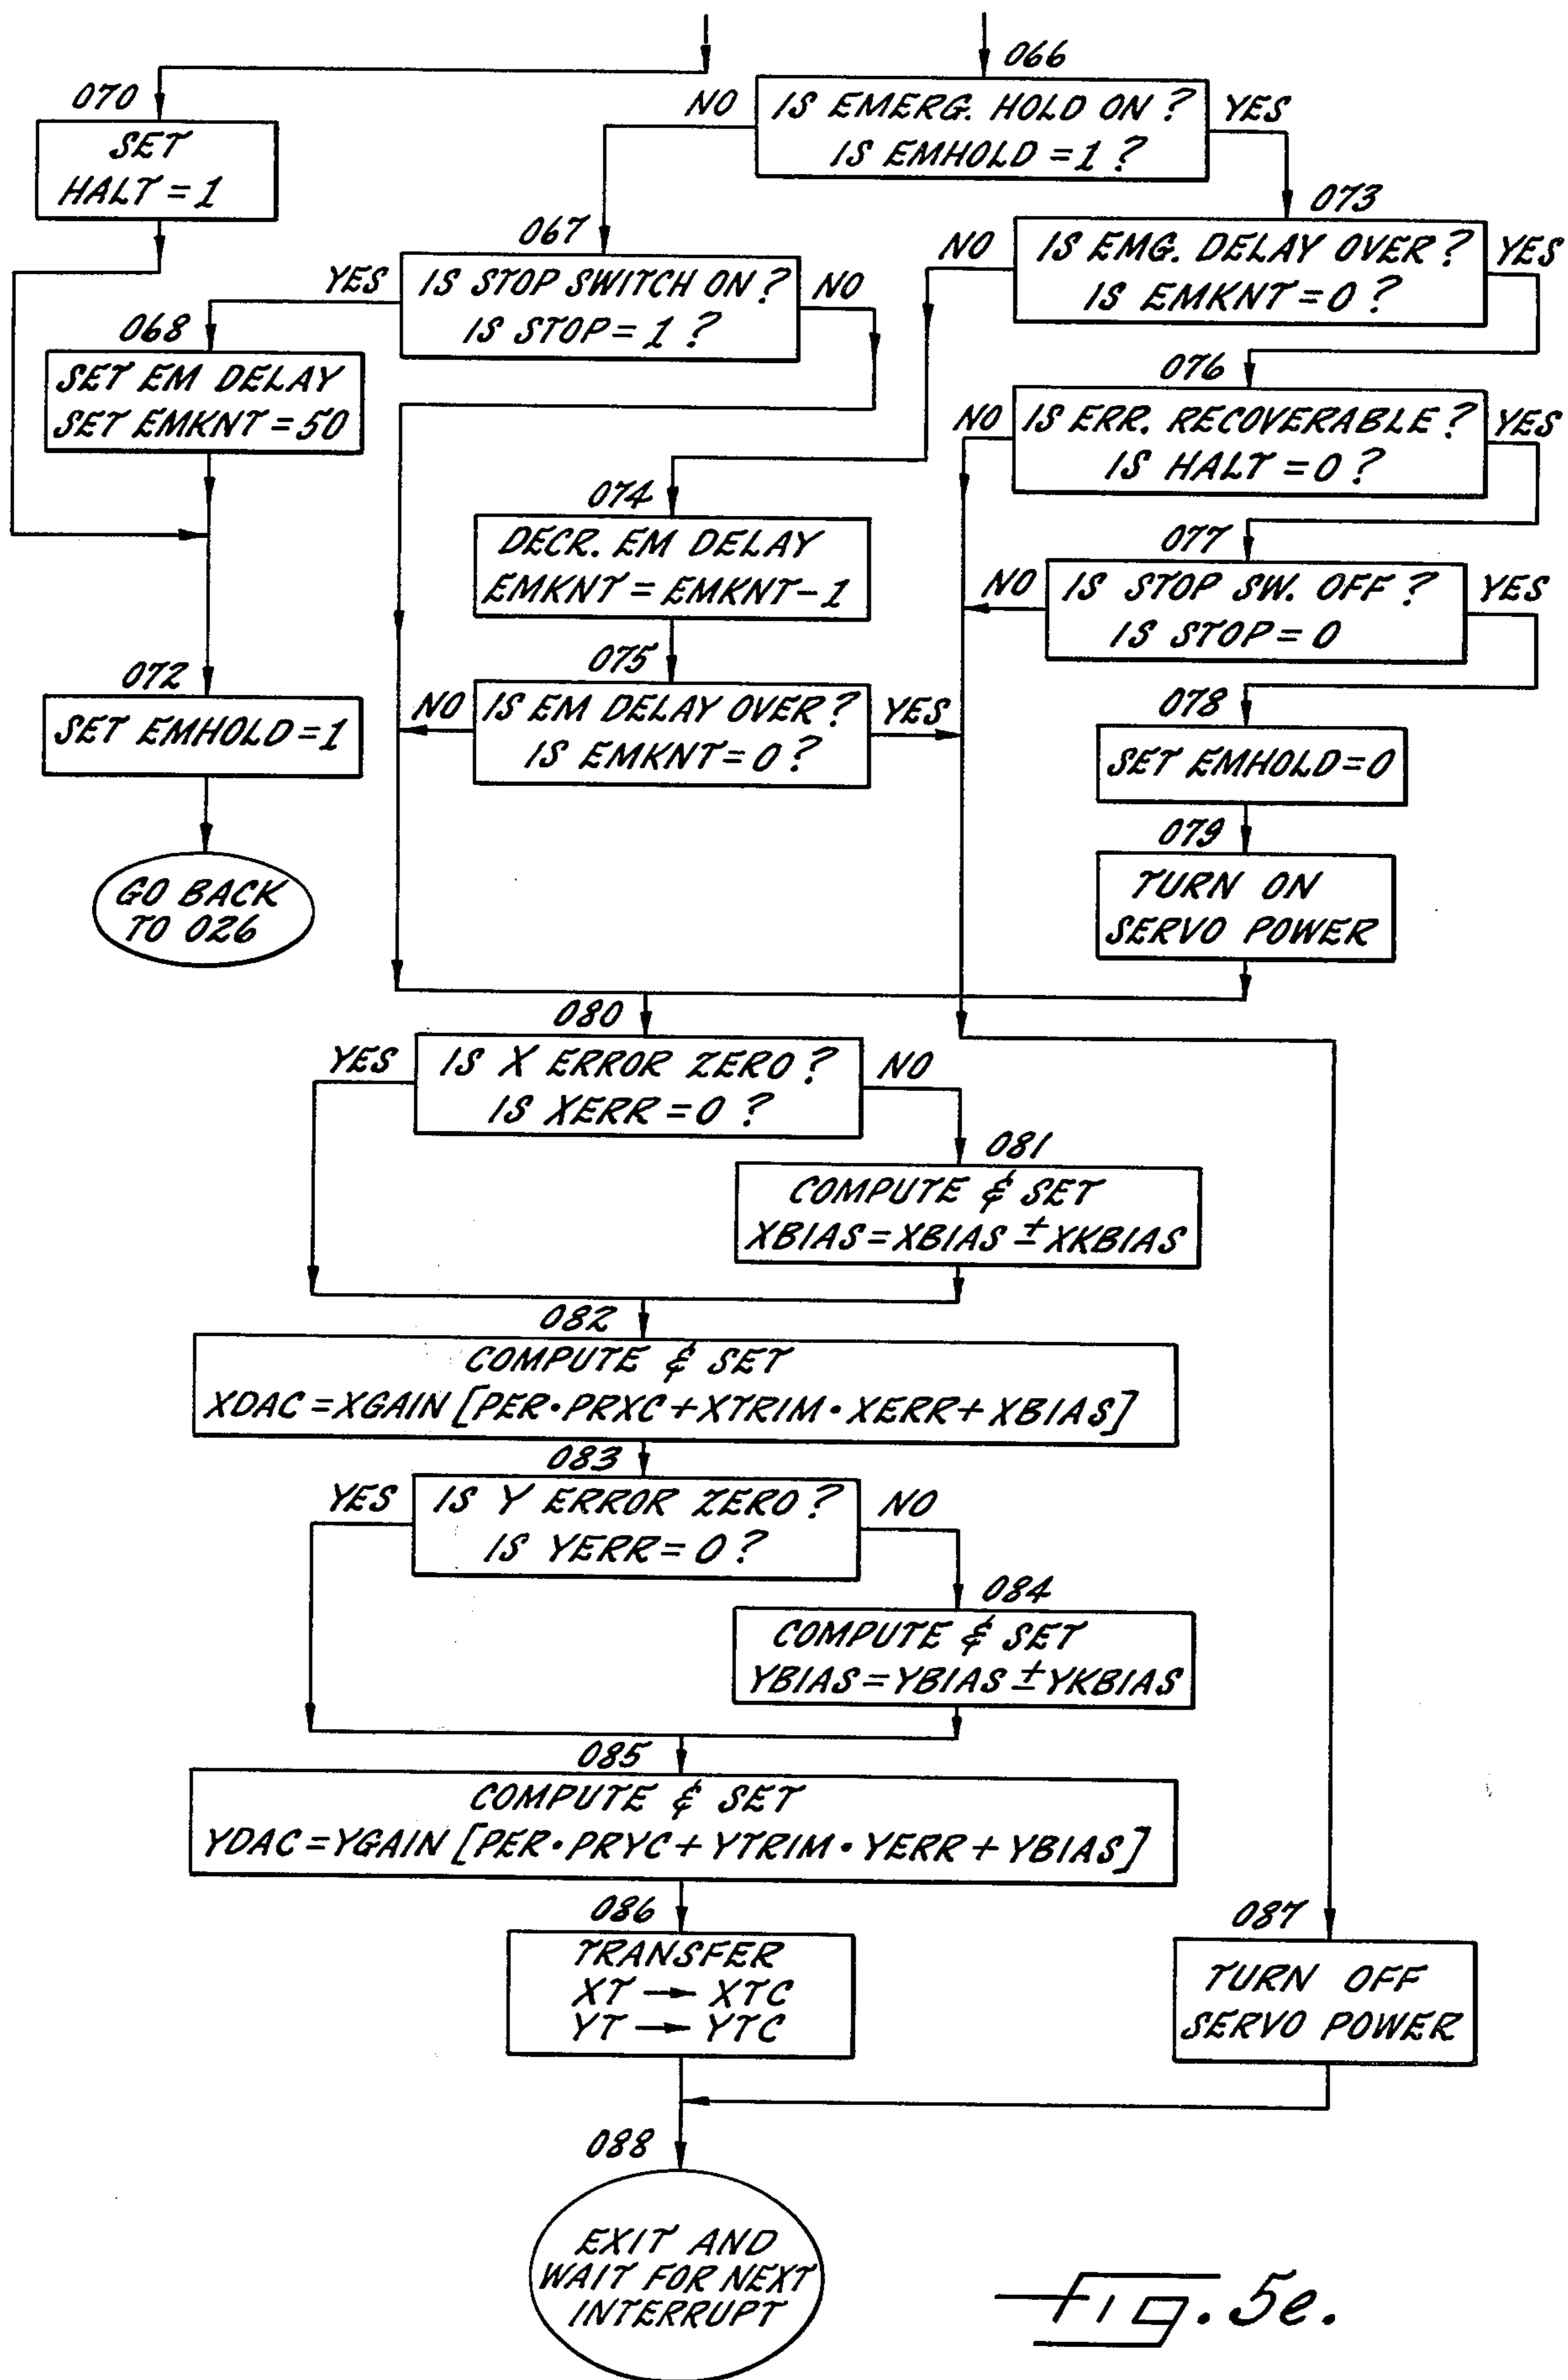 066
IS EMERG. HOLD ON ?
IS EMHOLD = 1 ?
NO
YES
070
SET
HALT = 1
067
IS STOP SWITCH ON ?
IS STOP = 1 ?
YES
NO
073
IS EMG. DELAY OVER ?
IS EMKNT = 0 ?
NO
YES
068
SET EM DELAY
SET EMKNT = 50
076
IS ERR. RECOVERABLE ?
IS HALT = 0 ?
NO
YES
074
DECR. EM DELAY
EMKNT = EMKNT - 1
077
IS STOP SW. OFF ?
IS STOP = 0
NO
YES
072
SET EMHOLD = 1
075
IS EM DELAY OVER ?
IS EMKNT = 0 ?
NO
YES
078
SET EMHOLD = 0
079
TURN ON
SERVO POWER
GO BACK
TO 026
080
IS X ERROR ZERO ?
IS XERR = 0 ?
YES
NO
081
COMPUTE & SET
XBIAS = XBIAS ± XKBIAS
082
COMPUTE & SET
XDAC = XGAIN [PER • PRXC + XTRIM • XERR + XBIAS]
083
IS Y ERROR ZERO ?
IS YERR = 0 ?
YES
NO
084
COMPUTE & SET
YBIAS = YBIAS ± YKBIAS
085
COMPUTE & SET
YDAC = YGAIN [PER • PRYC + YTRIM • YERR + YBIAS]
086
TRANSFER
XT → XTC
YT → YTC
087
TURN OFF
SERVO POWER
088
EXIT AND
WAIT FOR NEXT
INTERRUPT
Fig. 5e.